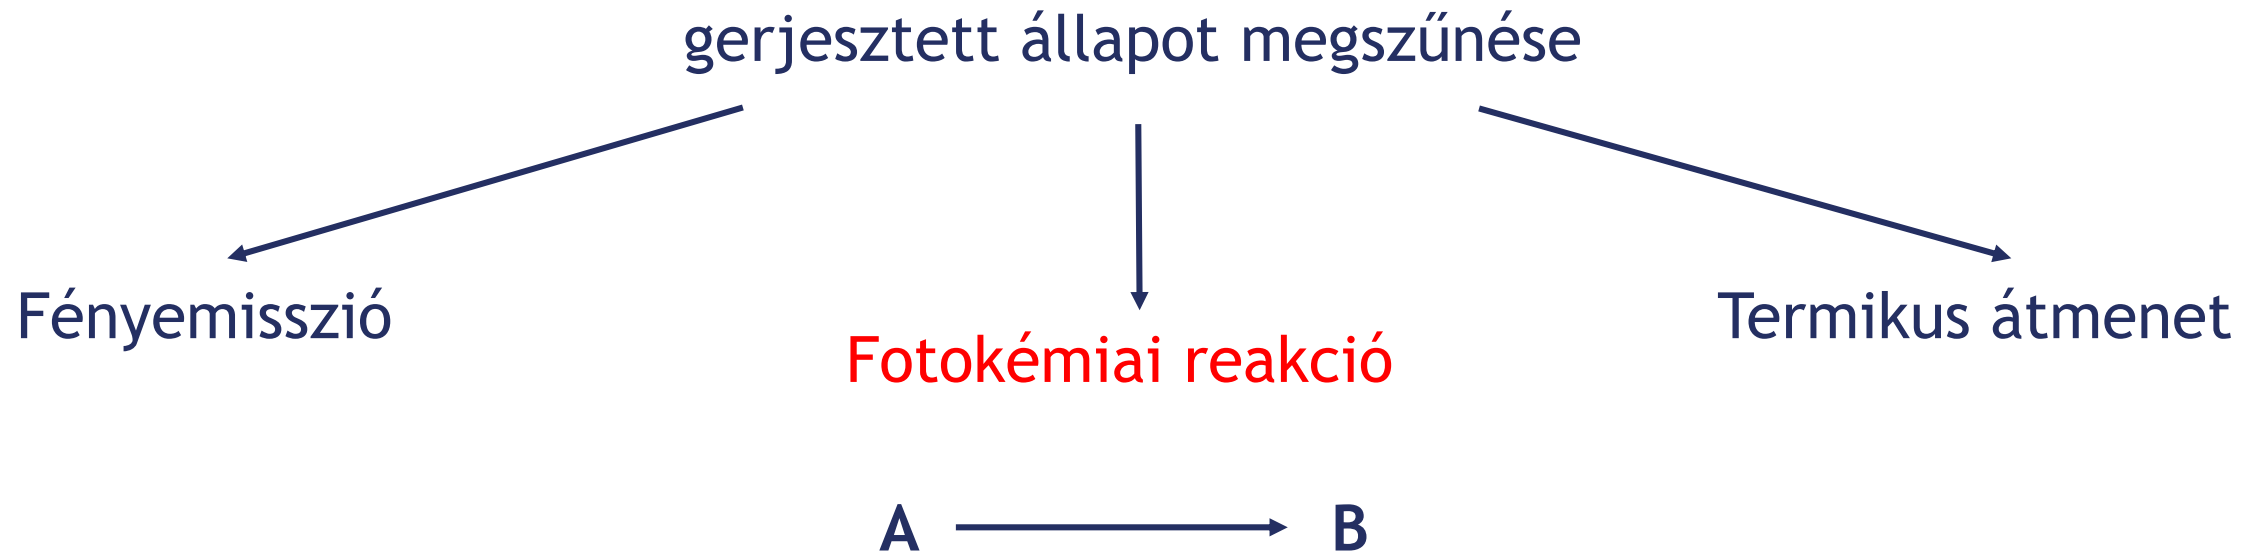 gerjesztett állapot megszűnése
Fényemisszió
Termikus átmenet
Fotokémiai reakció
A
B